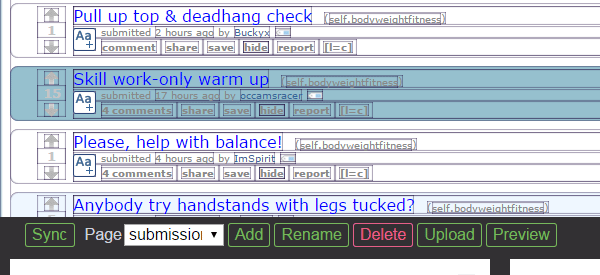 Pull up top & deadhang check (self.bodyweightfitness)
1
Aa+ submitted 2 hours ago by Buckyx
comment share save hide report [l=c]
Skill work-only warm up (self.bodyweightfitness)
15
Aa+ submitted 17 hours ago by occamsracer
4 comments share save hide report [l=c]
Please, help with balance! (self.bodyweightfitness)
1
Aa+ submitted 4 hours ago by ImSpirit
4 comments share save hide report [l=c]
Anybody try handstands with legs tucked? (self.bodyweightfitness)
Sync Page submission Add Rename Delete Upload Preview